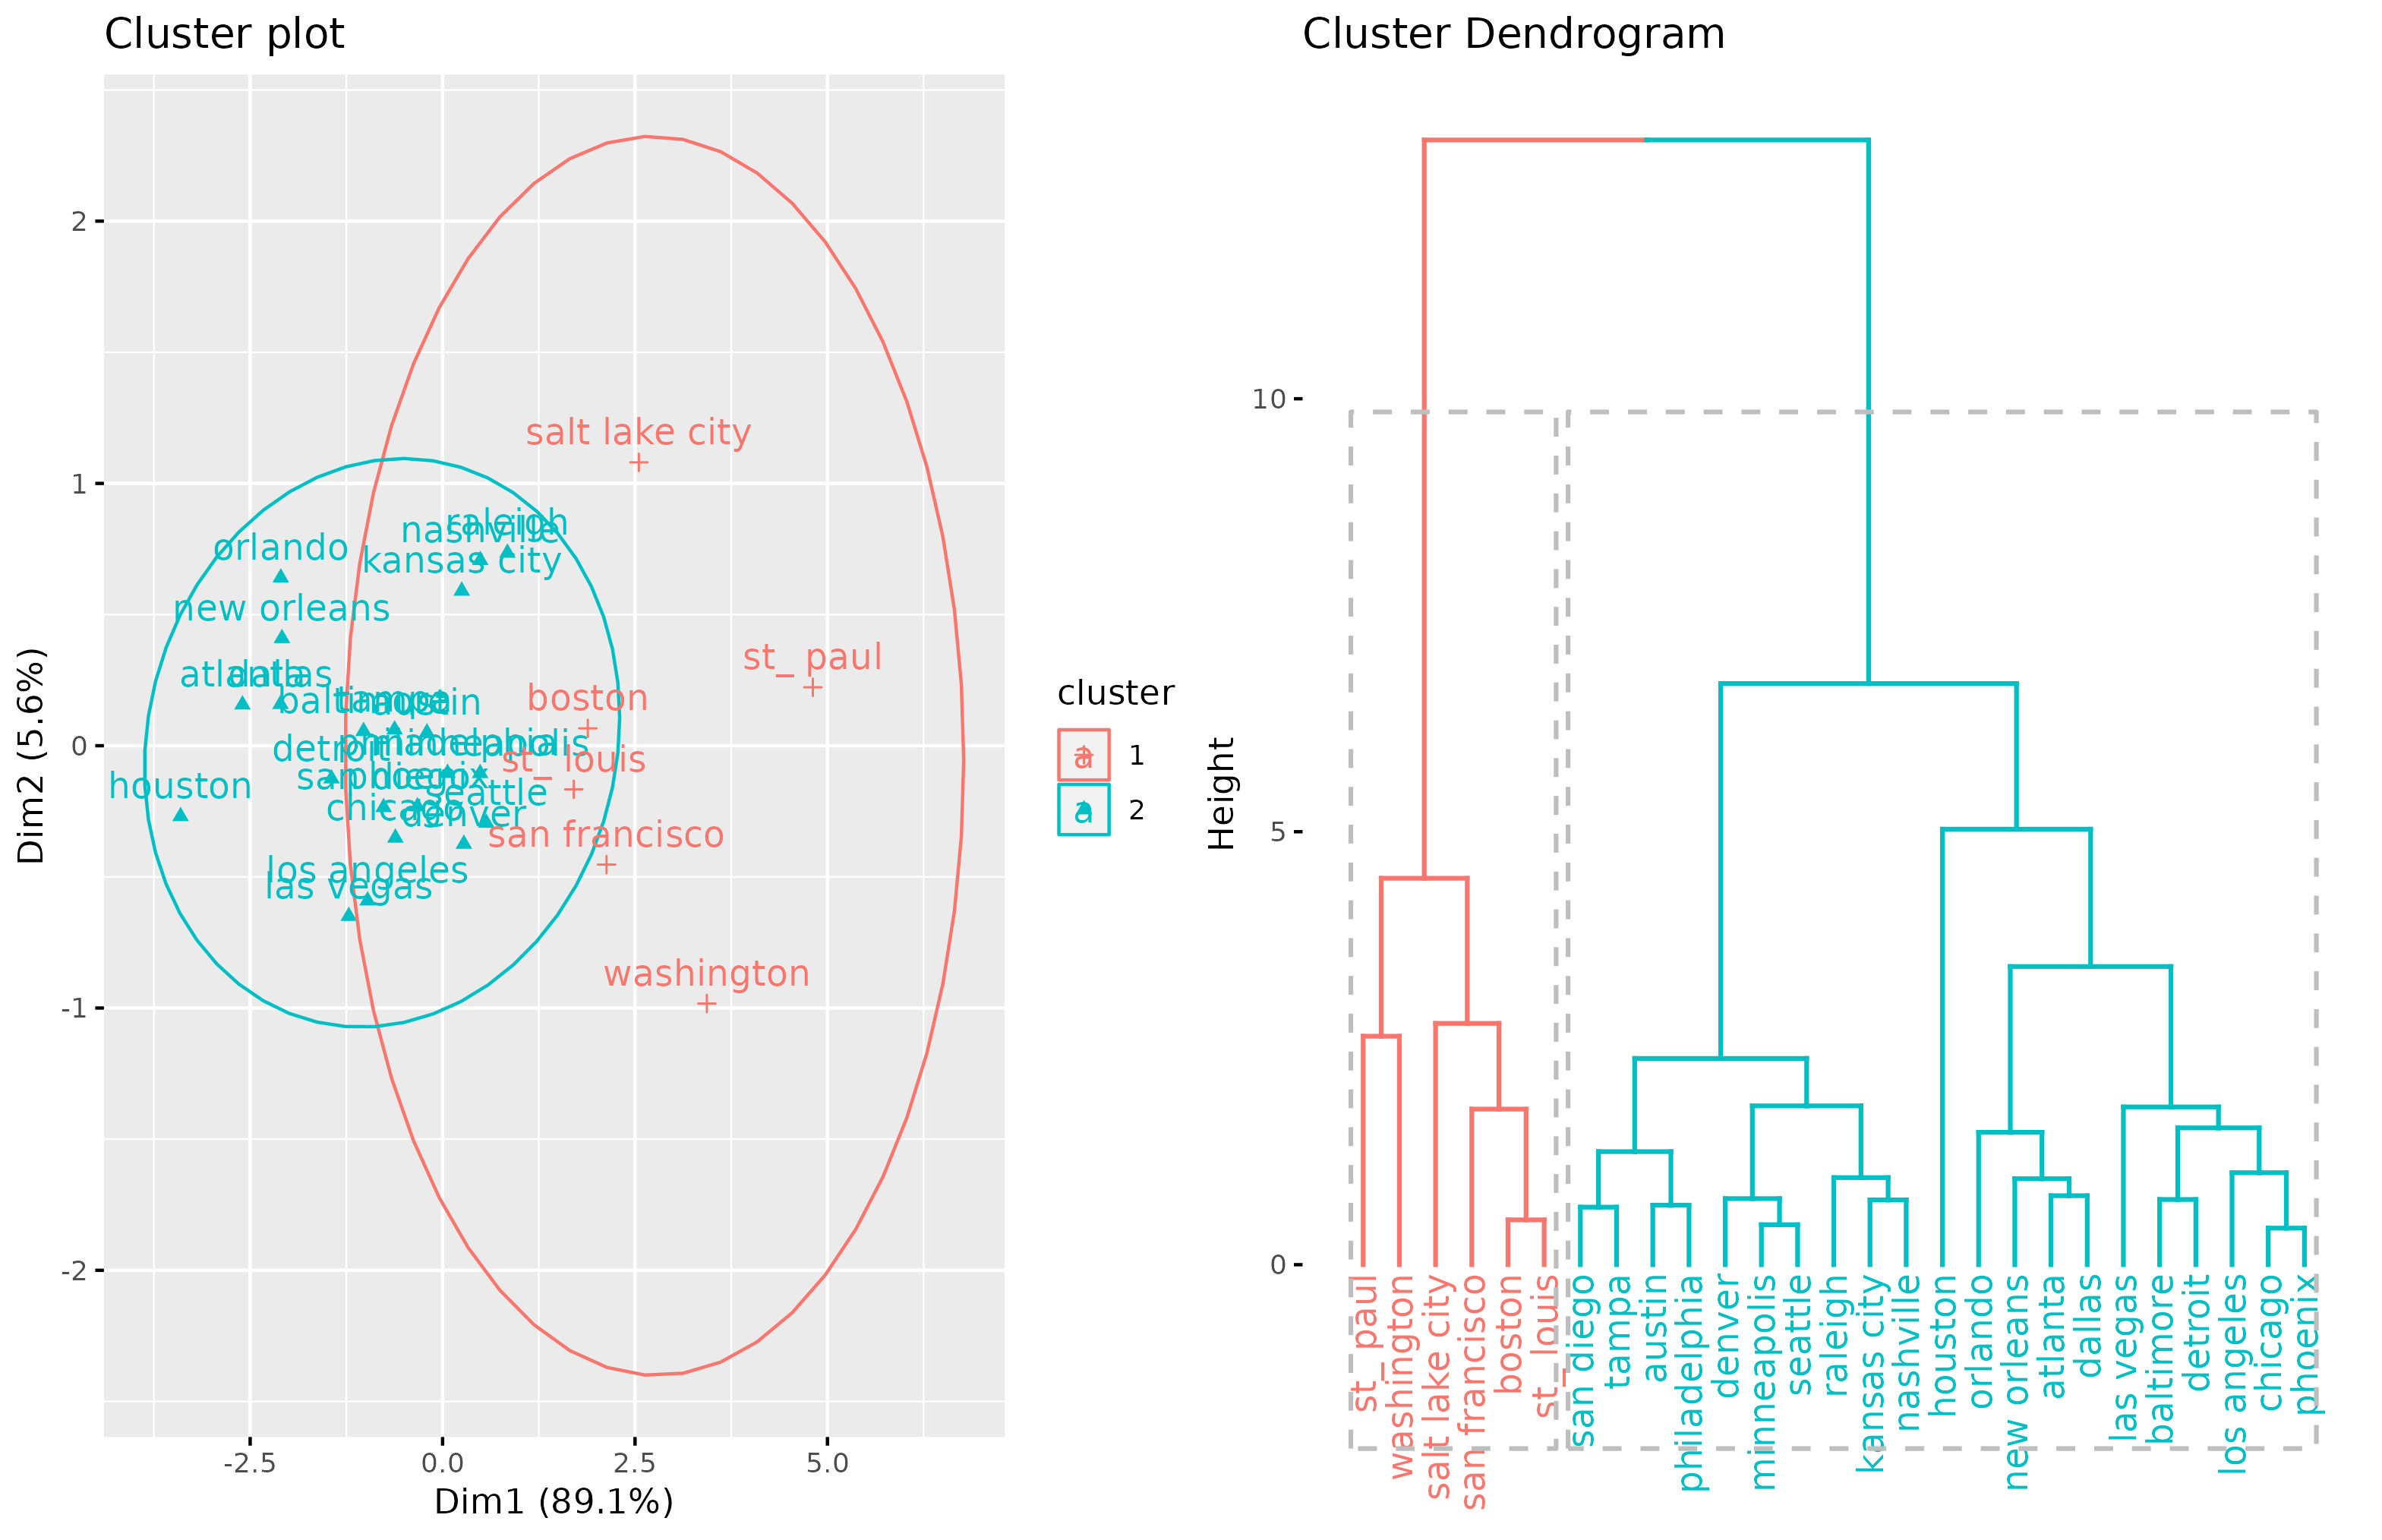 Cluster plot
Dim2 (5.6%)
2
1
0
-1
-2
salt lake city
raleigh
nashville
kansas city
orlando
new orleans
st_ paul
atlanta
dallas
baltimore
tampa
austin
boston
philadelphia
minneapolis
detroit
st_ louis
san diego
phoenix
houston
seattle
chicago
denver
san francisco
los angeles
las vegas
washington
-2.5
0.0
2.5
5.0
Dim1 (89.1%)
cluster
a 1
a 2
Cluster Dendrogram
Height
10
5
0
st_ paul
washington
salt lake city
san francisco
boston
st_ louis
san diego
tampa
austin
philadelphia
denver
minneapolis
seattle
raleigh
kansas city
nashville
houston
orlando
new orleans
atlanta
dallas
las vegas
baltimore
detroit
los angeles
chicago
phoenix